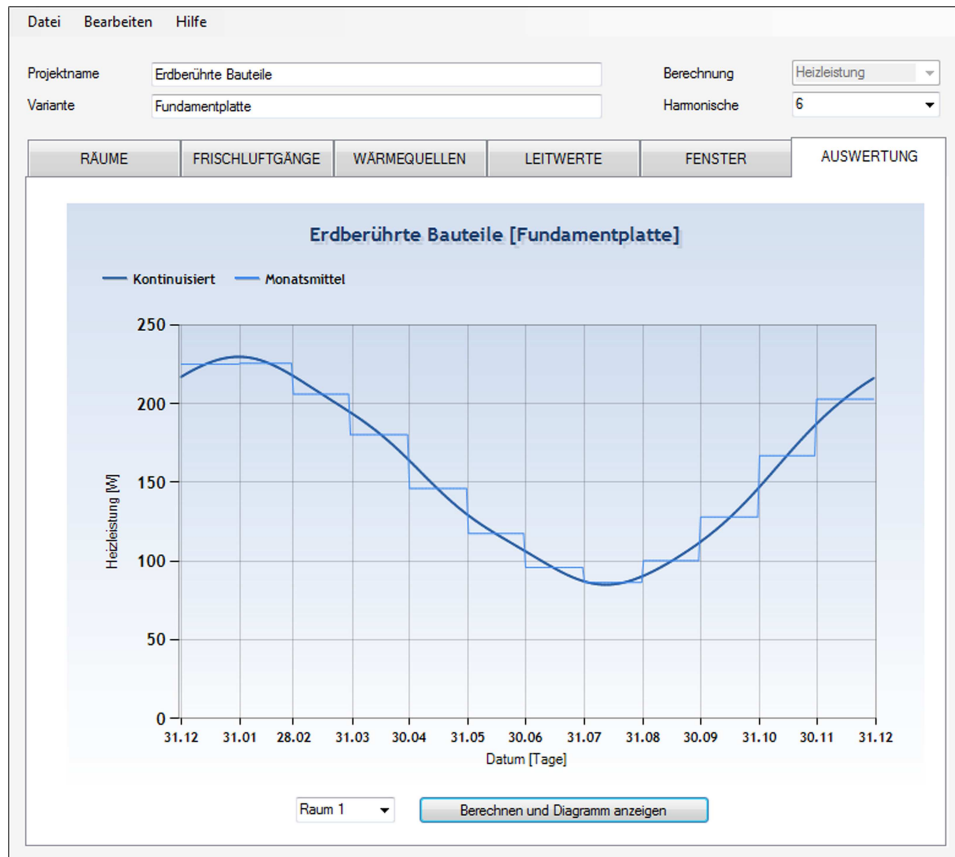 Datei Bearbeiten Hilfe
Projektname Erdberührte Bauteile Berechnung Heizleistung
Variante Fundamentplatte Harmonische 6
RÄUME FRISCHLUFTGÄNGE WÄRMEQUELLEN LEITWERTE FENSTER AUSWERTUNG
Erdberührte Bauteile [Fundamentplatte]
Kontinuisiert Monatsmittel
250
200
150
100
50
0
Heizleistung [W]
31.12 31.01 28.02 31.03 30.04 31.05 30.06 31.07 31.08 30.09 31.10 30.11 31.12
Datum [Tage]
Raum 1 Berechnen und Diagramm anzeigen